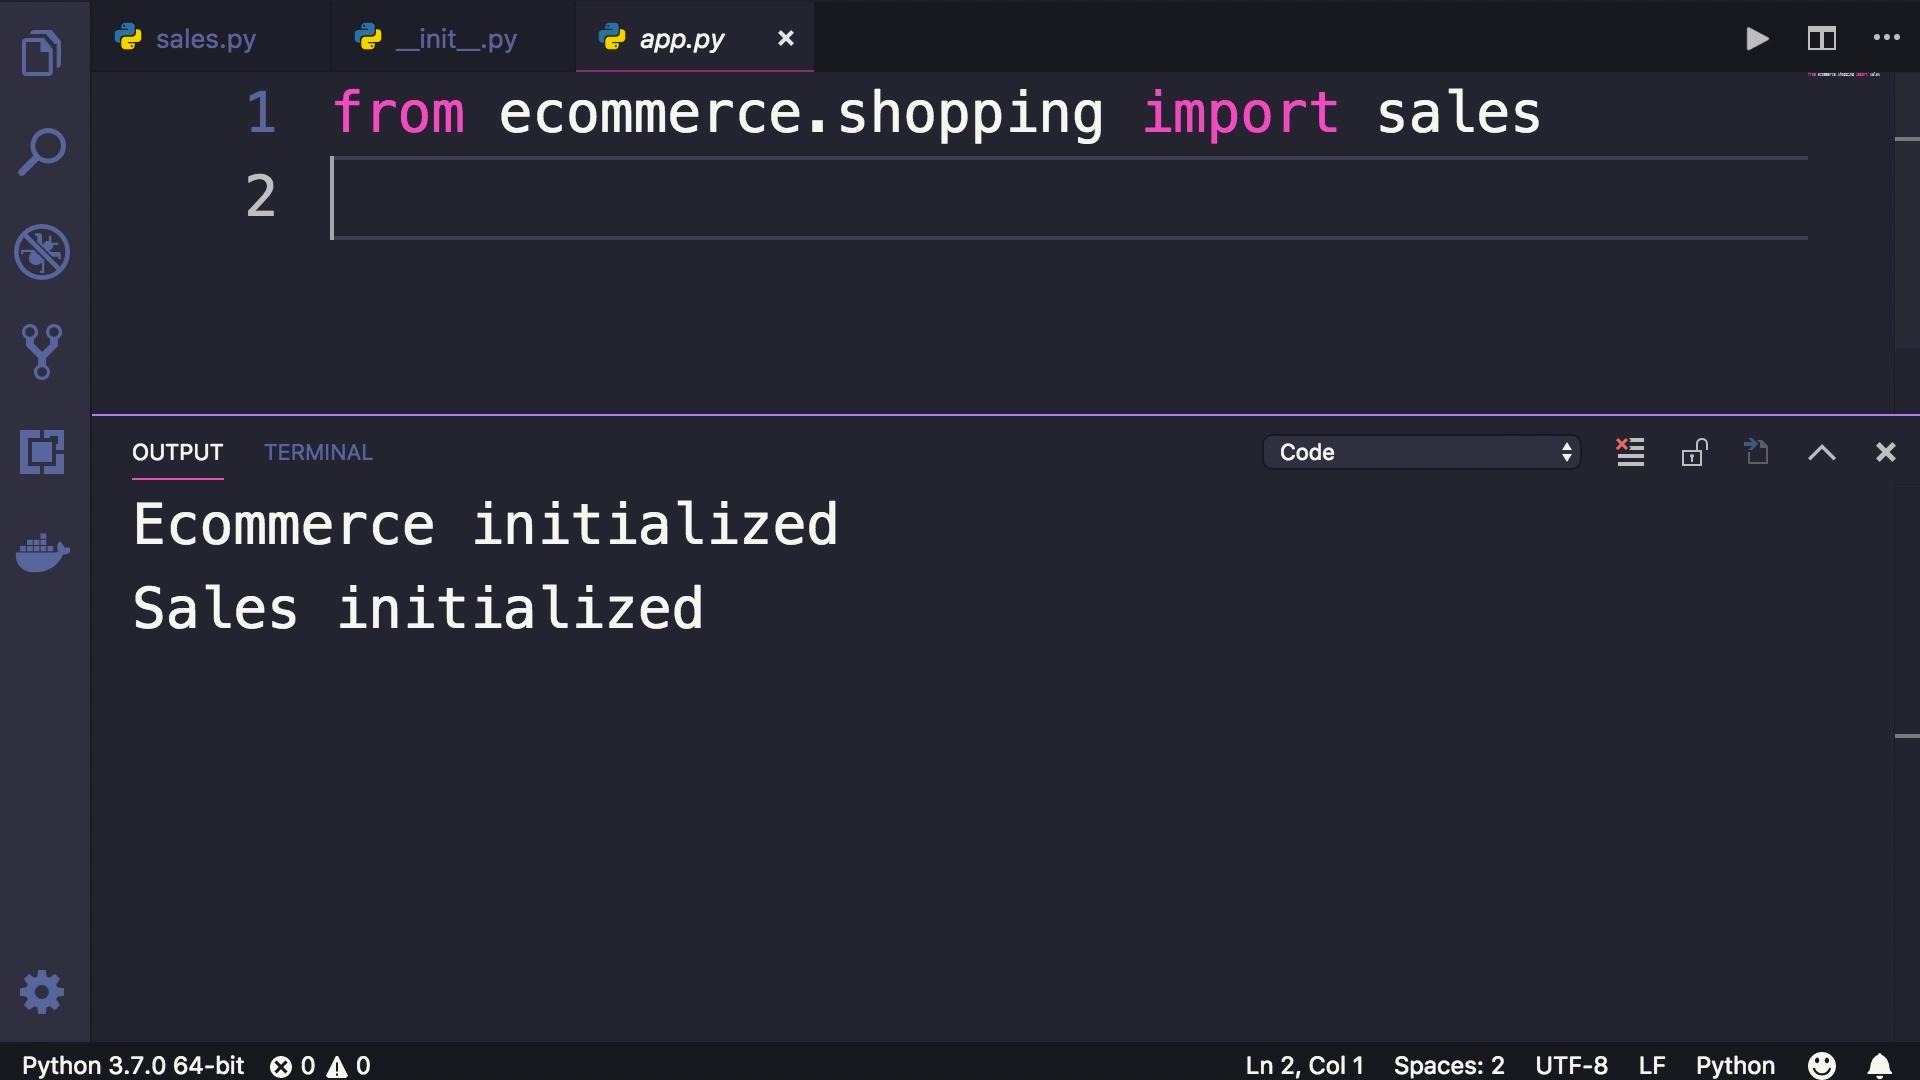 sales.py __init__.py app.py
1 from ecommerce.shopping import sales
2
OUTPUT TERMINAL Code
Ecommerce initialized
Sales initialized
Python 3.7.0 64-bit 0 0 Ln 2, Col 1 Spaces: 2 UTF-8 LF Python